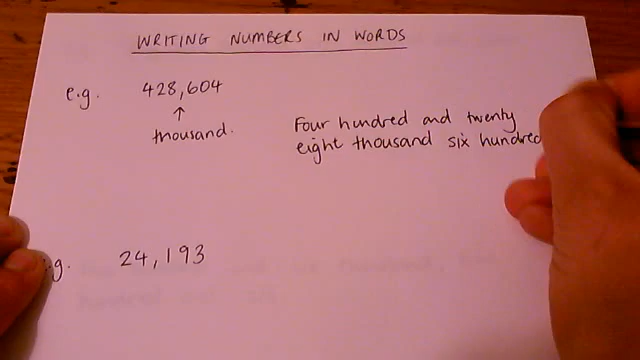 WRITING NUMBERS IN WORDS
e.g. 428,604
↑
thousand.
Four hundred and twenty
eight thousand six hundred
.g. 24,193